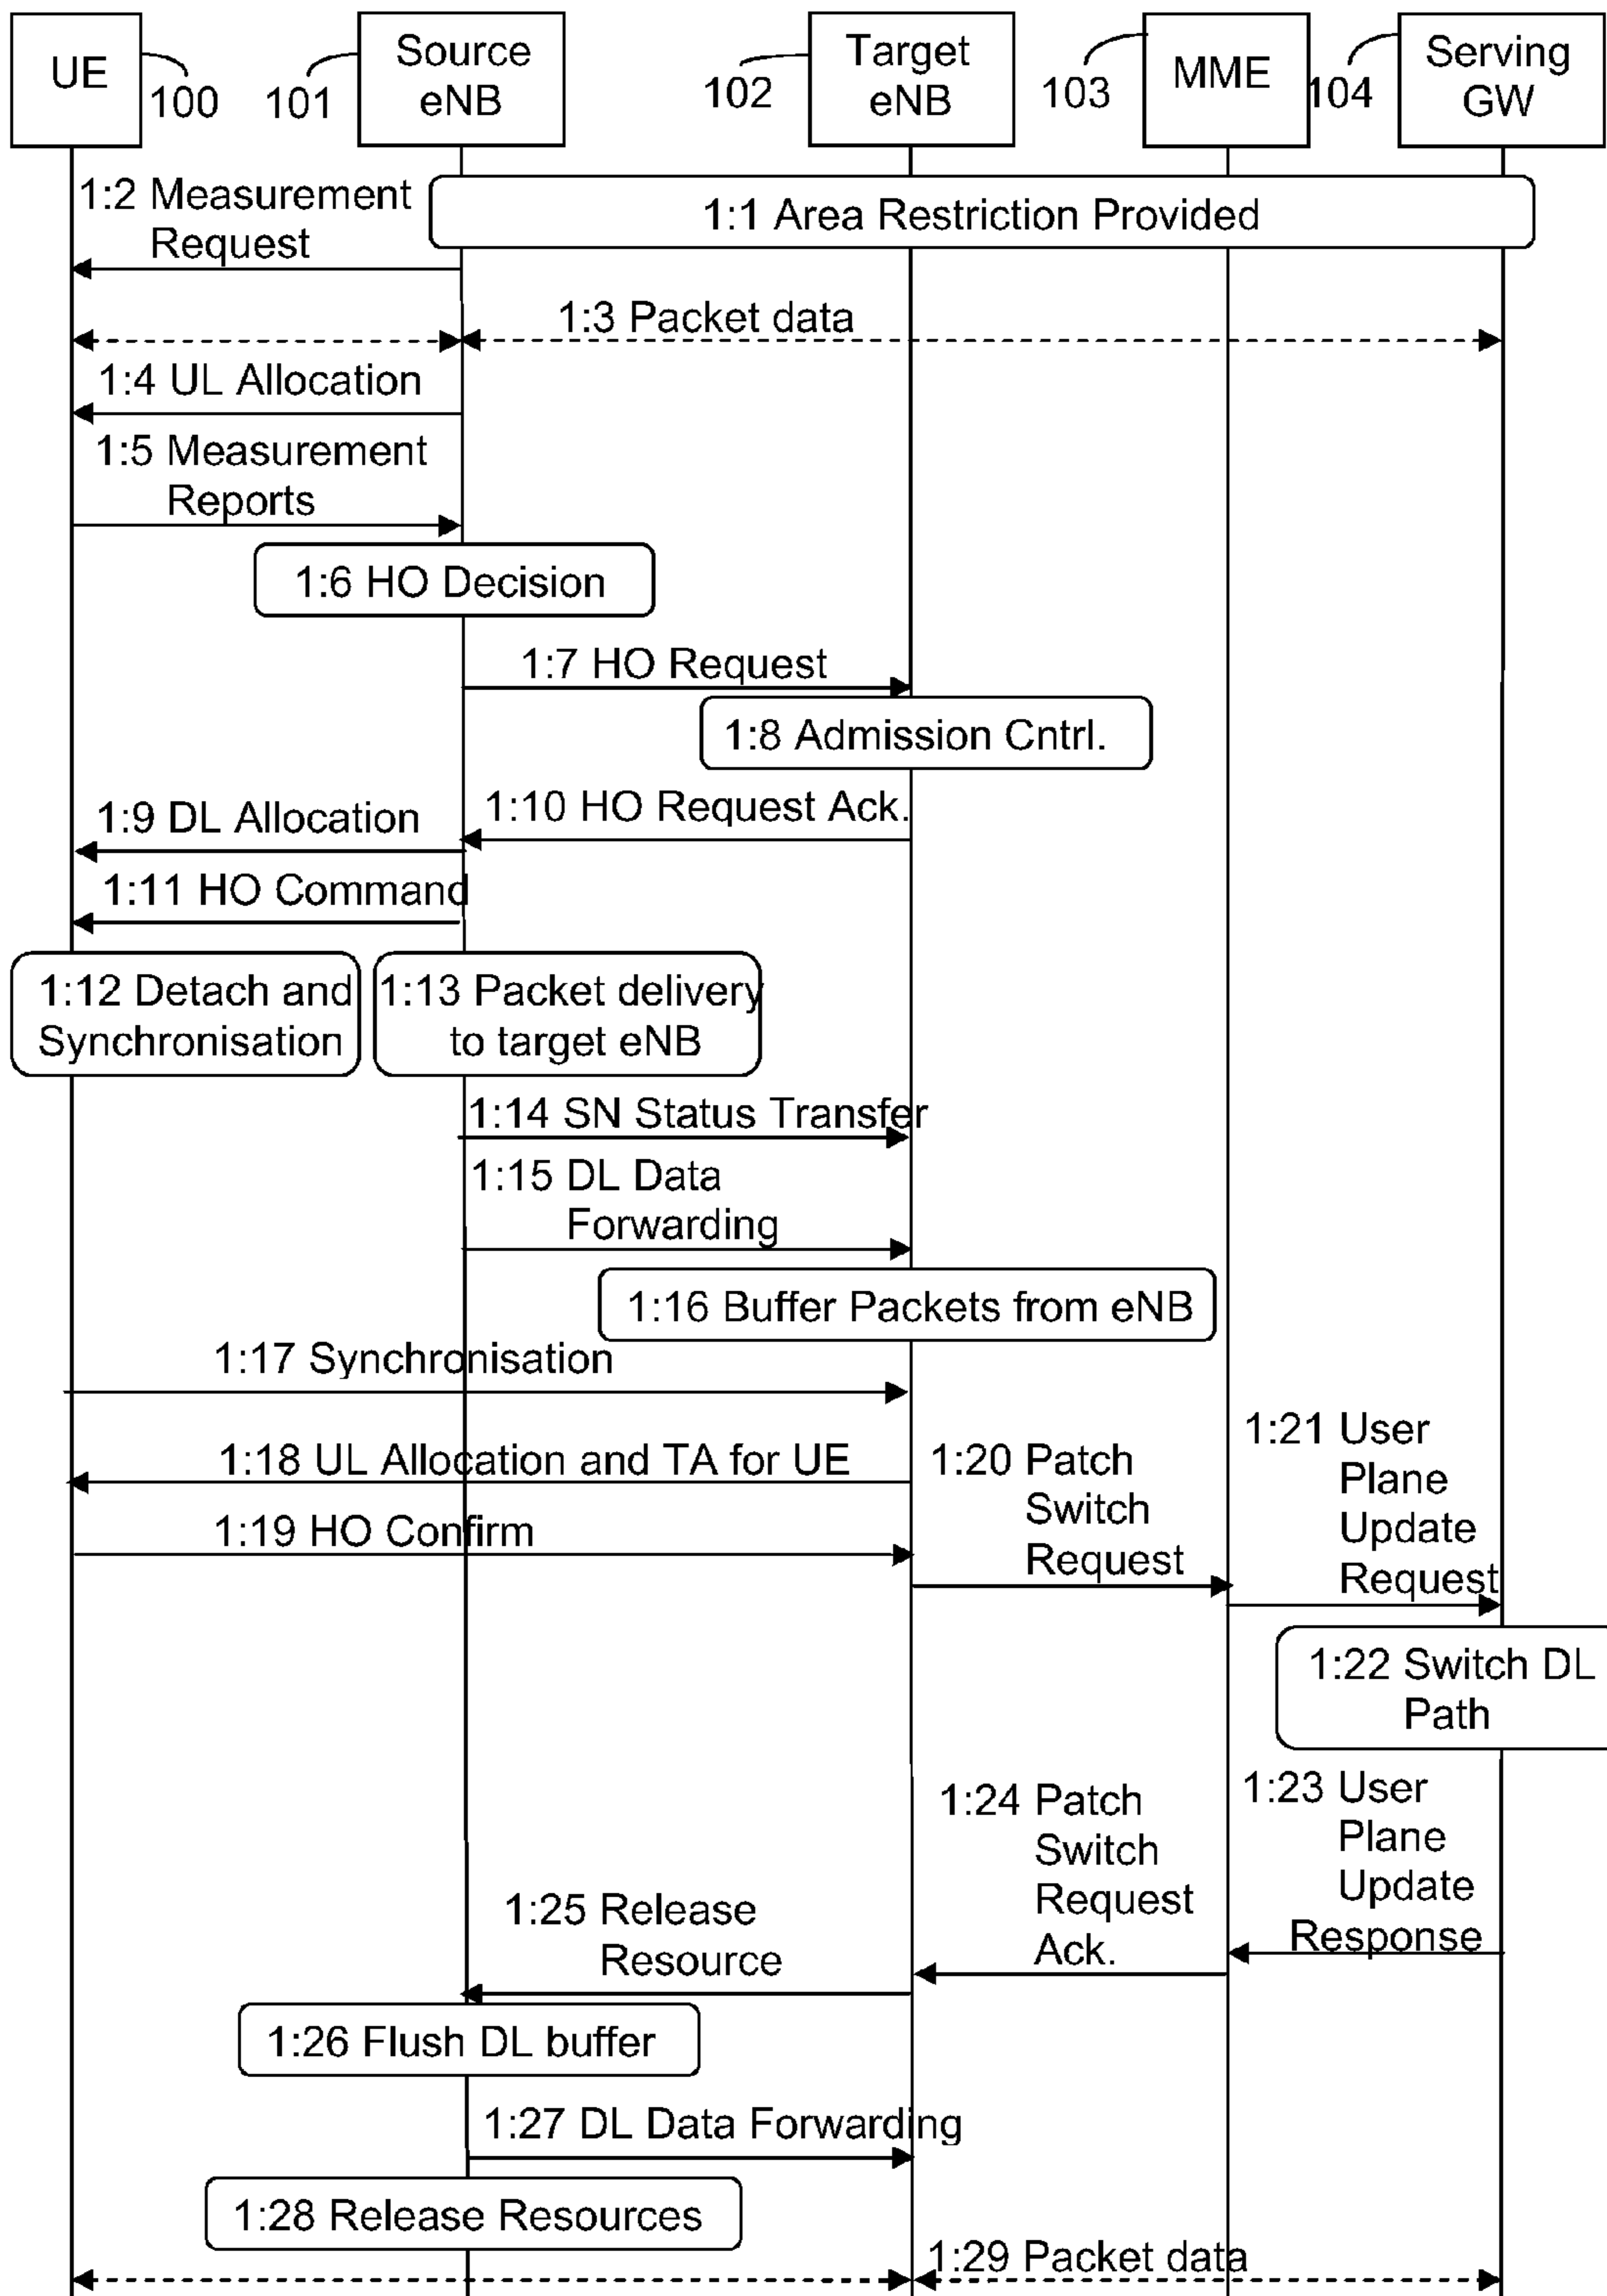 UE
100
101
Source
eNB
102
Target
eNB
103
MME
104
Serving
GW
1:2 Measurement
Request
1:1 Area Restriction Provided
1:3 Packet data
1:4 UL Allocation
1:5 Measurement
Reports
1:6 HO Decision
1:7 HO Request
1:8 Admission Cntrl.
1:9 DL Allocation
1:10 HO Request Ack.
1:11 HO Command
1:12 Detach and
Synchronisation
1:13 Packet delivery
to target eNB
1:14 SN Status Transfer
1:15 DL Data
Forwarding
1:16 Buffer Packets from eNB
1:17 Synchronisation
1:18 UL Allocation and TA for UE
1:19 HO Confirm
1:20 Patch
Switch
Request
1:21 User
Plane
Update
Request
1:22 Switch DL
Path
1:23 User
Plane
Update
Response
1:24 Patch
Switch
Request
Ack.
1:25 Release
Resource
1:26 Flush DL buffer
1:27 DL Data Forwarding
1:28 Release Resources
1:29 Packet data